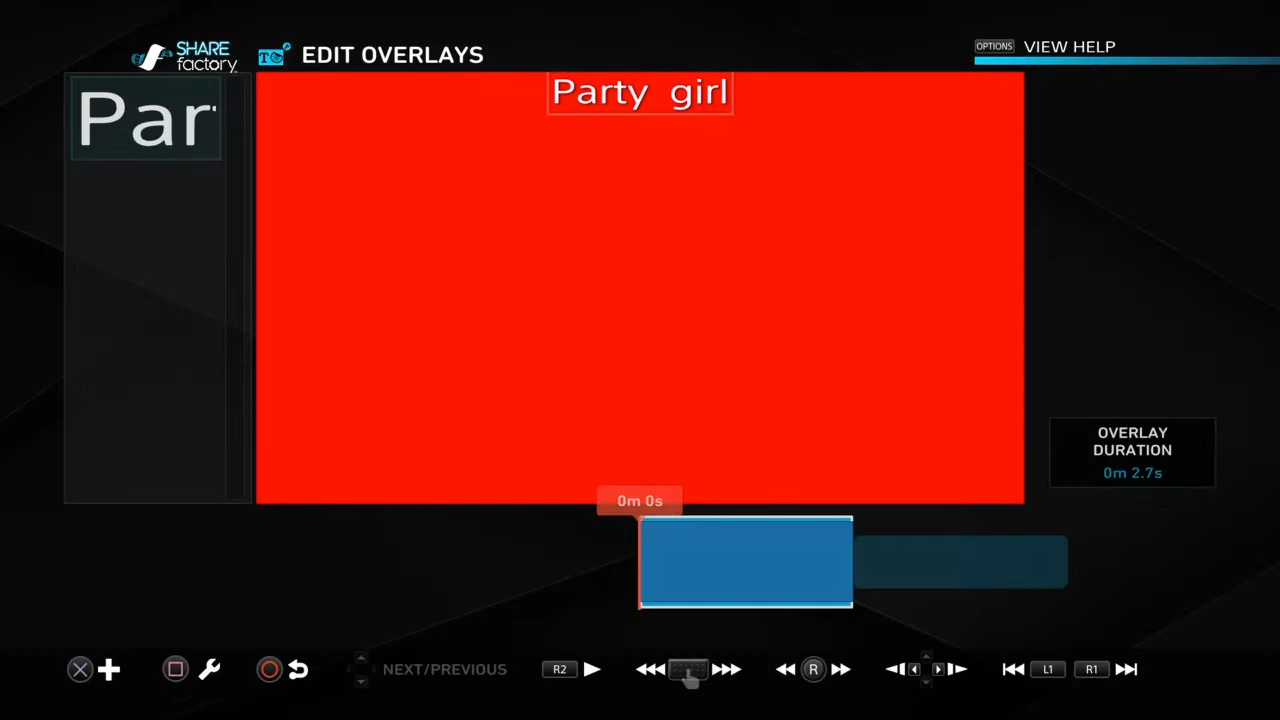 SHARE
factory
EDIT OVERLAYS
OPTIONS VIEW HELP
Par
Party girl
OVERLAY
DURATION
0m 2.7s
0m 0s
NEXT/PREVIOUS
R2
R
L1
R1